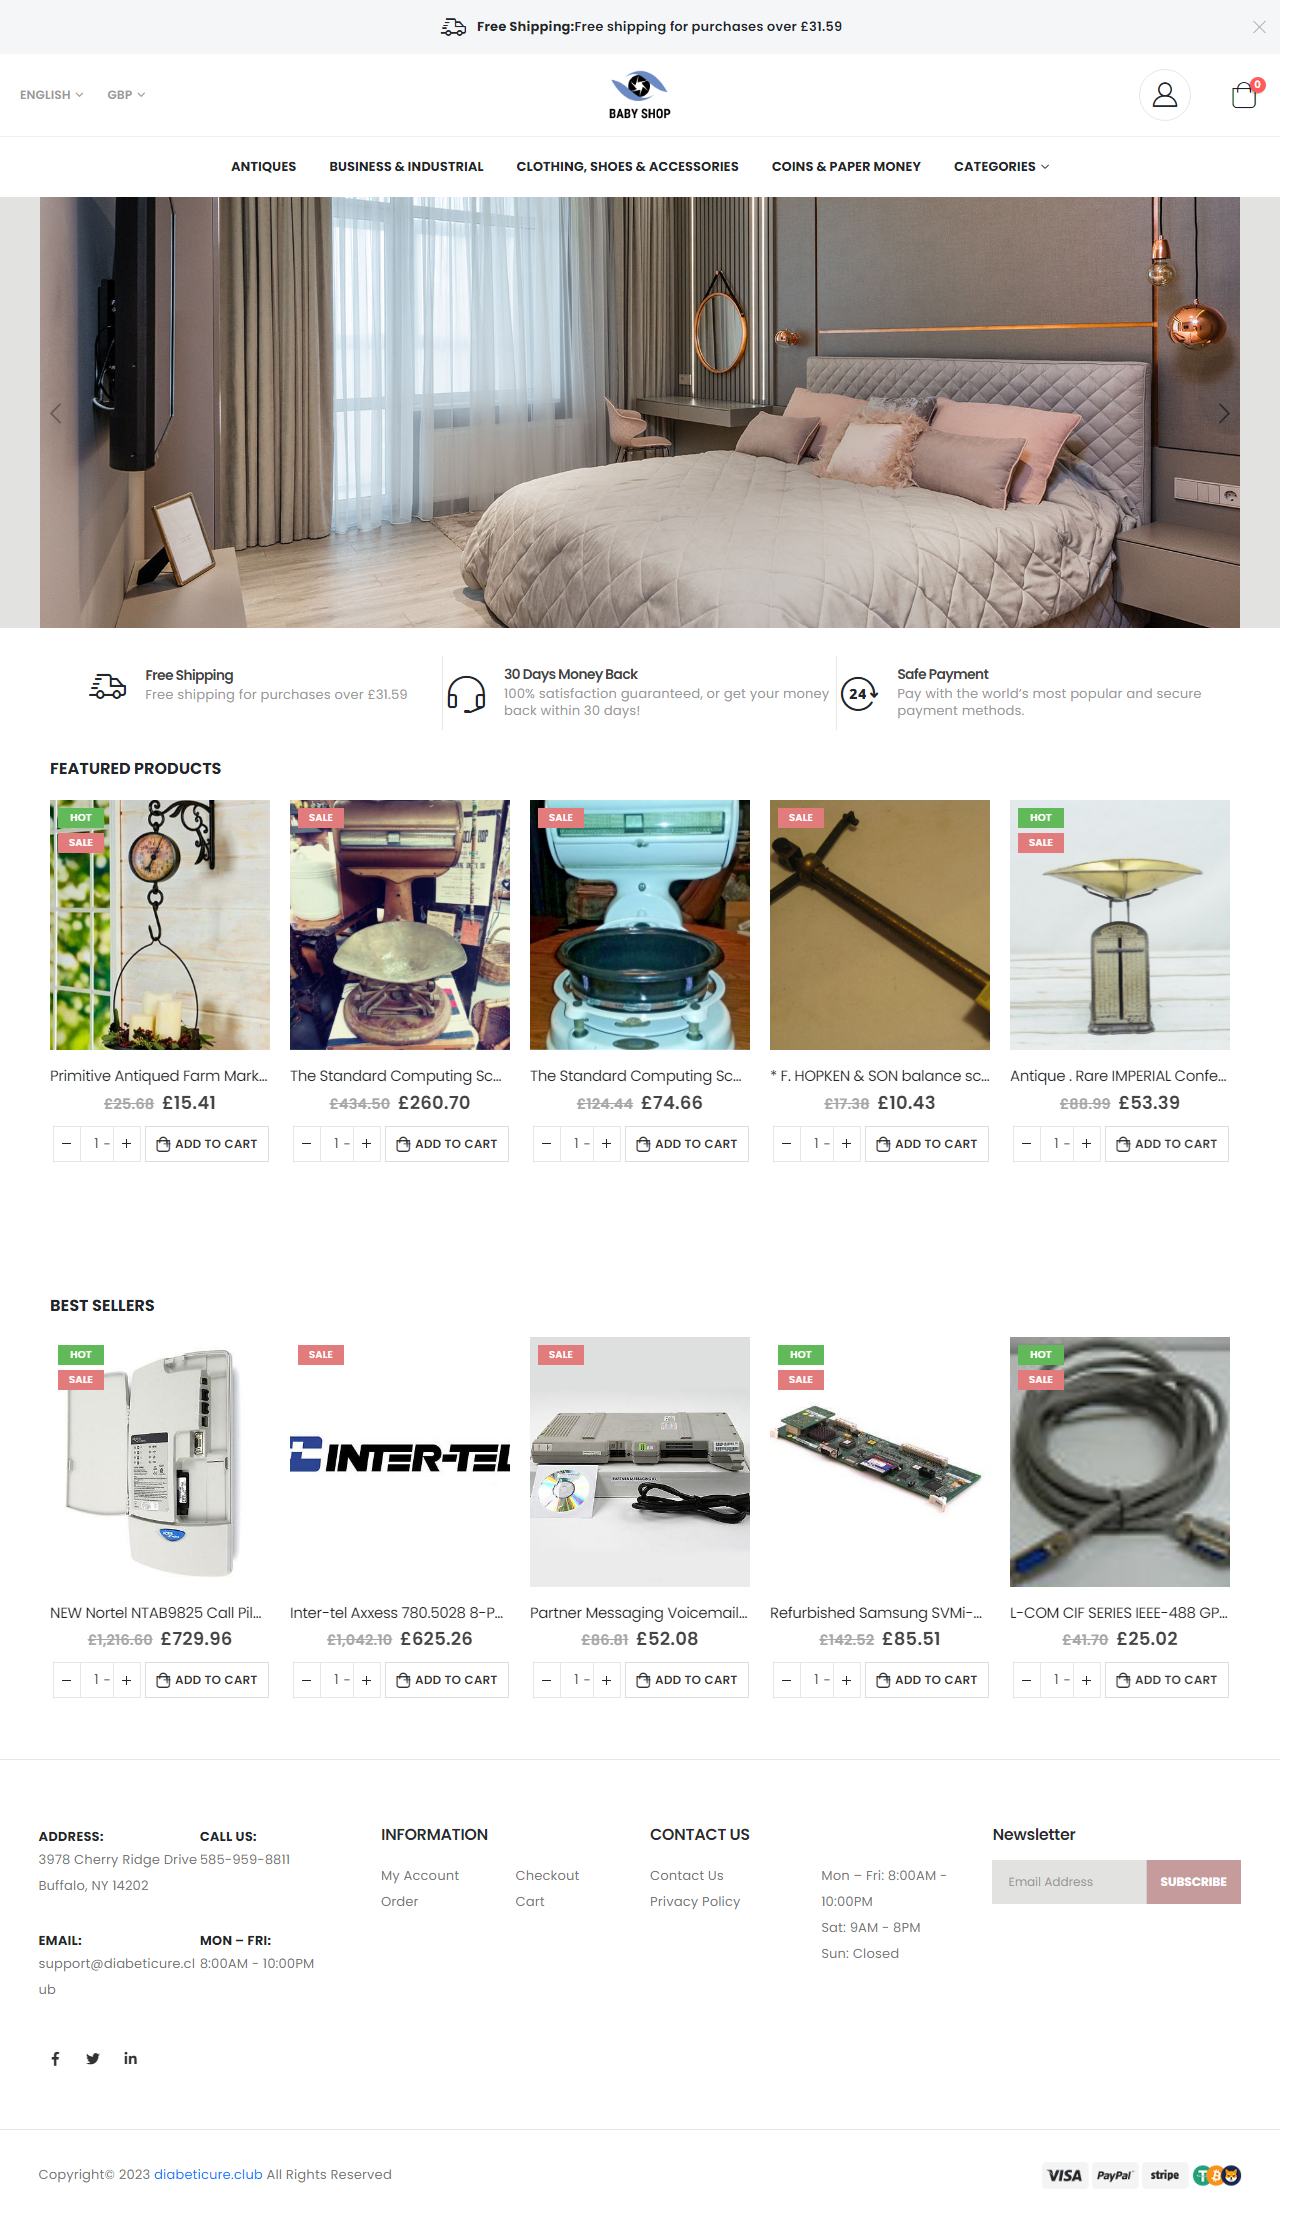 Free Shipping:Free shipping for purchases over £31.59
ENGLISH
GBP
BABY SHOP
0
ANTIQUES
BUSINESS & INDUSTRIAL
CLOTHING, SHOES & ACCESSORIES
COINS & PAPER MONEY
CATEGORIES
Free Shipping
Free shipping for purchases over £31.59
30 Days Money Back
100% satisfaction guaranteed, or get your money
back within 30 days!
24
Safe Payment
Pay with the world's most popular and secure
payment methods.
FEATURED PRODUCTS
HOT
SALE
SALE
SALE
SALE
HOT
SALE
Primitive Antiqued Farm Mark...
The Standard Computing Sc...
The Standard Computing Sc...
* F. HOPKEN & SON balance sc...
Antique . Rare IMPERIAL Confe...
£25.68 £15.41
£434.50 £260.70
£124.44 £74.66
£17.38 £10.43
£88.99 £53.39
− 1 - + ADD TO CART
− 1 - + ADD TO CART
− 1 - + ADD TO CART
− 1 - + ADD TO CART
− 1 - + ADD TO CART
BEST SELLERS
HOT
SALE
SALE
INTER-TEL
SALE
HOT
SALE
HOT
SALE
NEW Nortel NTAB9825 Call Pil...
Inter-tel Axxess 780.5028 8-P...
Partner Messaging Voicemail...
Refurbished Samsung SVMi-...
L-COM CIF SERIES IEEE-488 GP...
£1,216.60 £729.96
£1,042.10 £625.26
£86.81 £52.08
£142.52 £85.51
£41.70 £25.02
− 1 - + ADD TO CART
− 1 - + ADD TO CART
− 1 - + ADD TO CART
− 1 - + ADD TO CART
− 1 - + ADD TO CART
ADDRESS:
3978 Cherry Ridge Drive
Buffalo, NY 14202
CALL US:
585-959-8811
EMAIL:
support@diabeticure.cl
ub
MON – FRI:
8:00AM - 10:00PM
INFORMATION
My Account
Checkout
Order
Cart
CONTACT US
Contact Us
Privacy Policy
Mon – Fri: 8:00AM -
10:00PM
Sat: 9AM - 8PM
Sun: Closed
Newsletter
Email Address
SUBSCRIBE
Copyright© 2023 diabeticure.club All Rights Reserved
VISA
PayPal
stripe